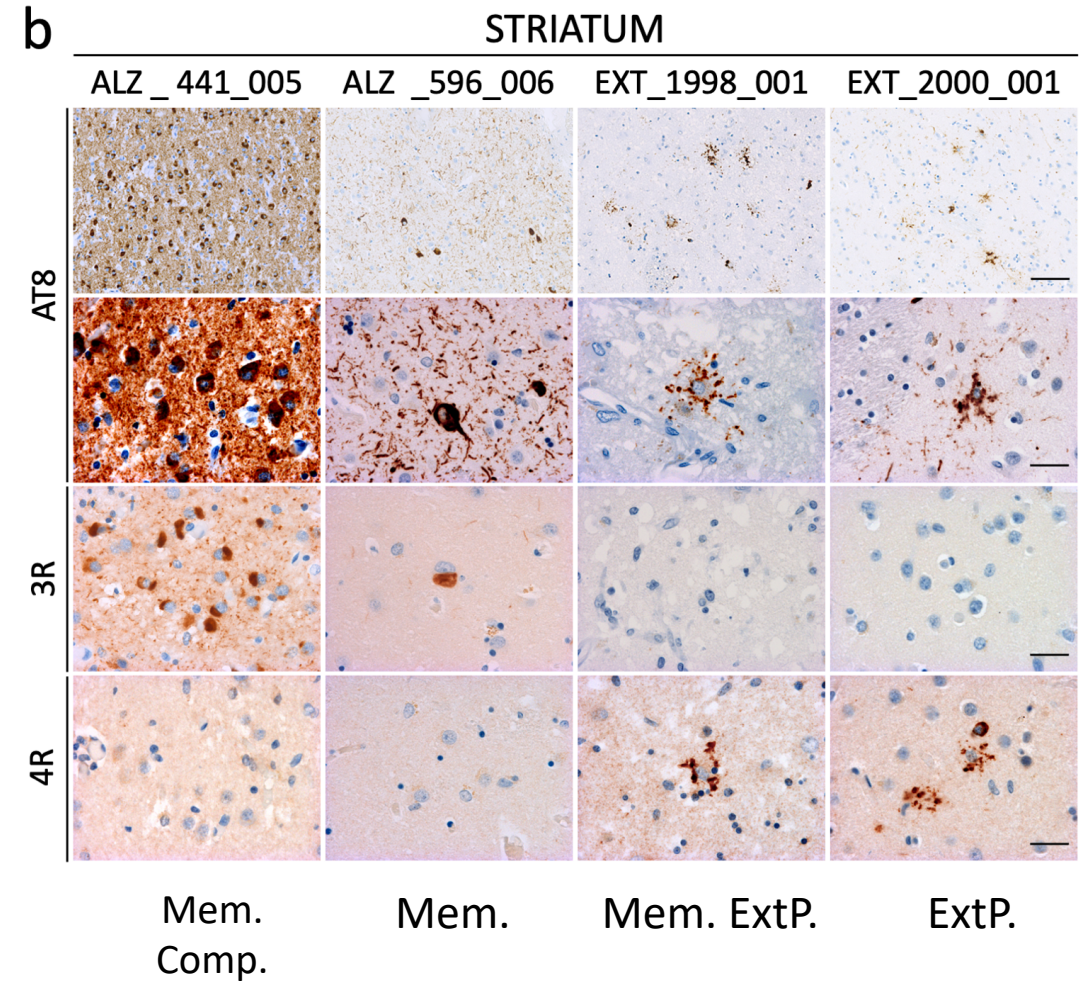 b
STRIATUM
ALZ _ 441_005 ALZ _596_006 EXT_1998_001 EXT_2000_001
AT8
3R
4R
Mem. Mem. Mem. ExtP. ExtP.
Comp.